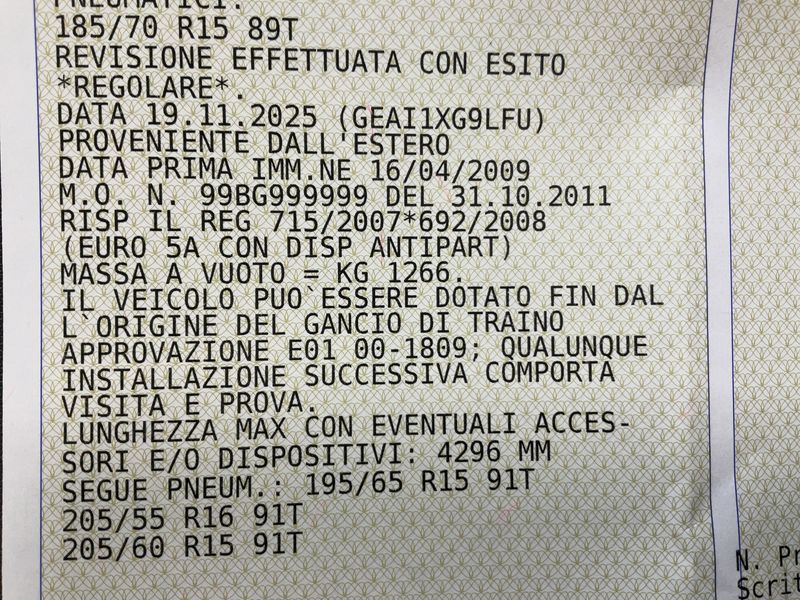 PNEUMATICI:
185/70 R15 89T
REVISIONE EFFETTUATA CON ESITO
*REGOLARE*.
DATA 19.11.2025 (GEAI1XG9LFU)
PROVENIENTE DALL'ESTERO
DATA PRIMA IMM.NE 16/04/2009
M.O. N. 99BG999999 DEL 31.10.2011
RISP IL REG 715/2007*692/2008
(EURO 5A CON DISP ANTIPART)
MASSA A VUOTO = KG 1266.
IL VEICOLO PUO`ESSERE DOTATO FIN DAL
L`ORIGINE DEL GANCIO DI TRAINO
APPROVAZIONE E01 00-1809; QUALUNQUE
INSTALLAZIONE SUCCESSIVA COMPORTA
VISITA E PROVA.
LUNGHEZZA MAX CON EVENTUALI ACCES-
SORI E/O DISPOSITIVI: 4296 MM
SEGUE PNEUM.: 195/65 R15 91T
205/55 R16 91T
205/60 R15 91T
N.